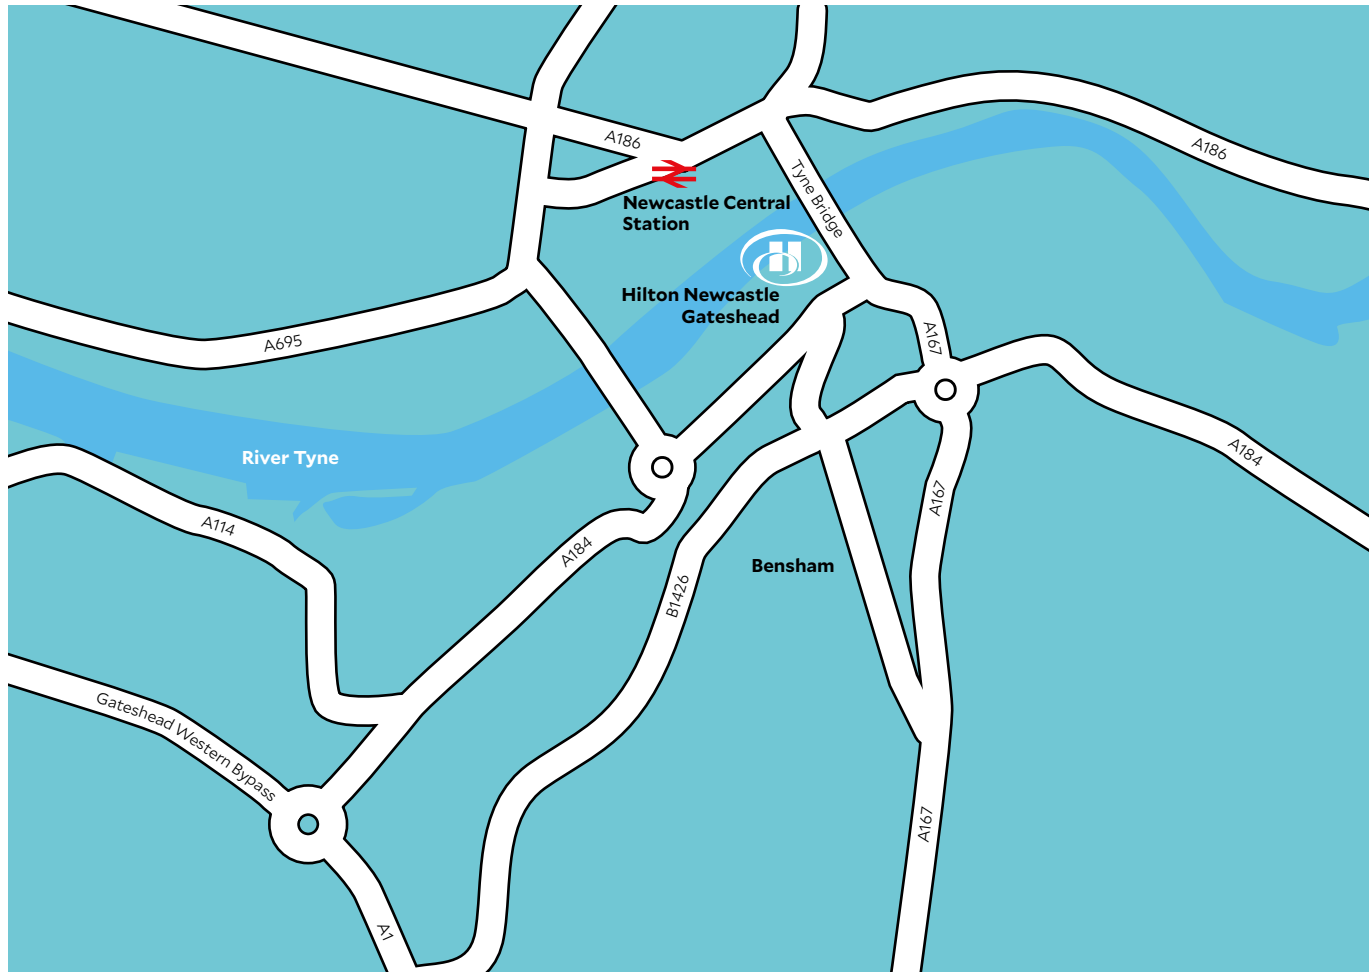 A186
A186
Tyne Bridge
Newcastle Central
Station
H
Hilton Newcastle
Gateshead
A695
A167
River Tyne
A184
A167
A114
A184
Bensham
B1426
Gateshead Western Bypass
A167
A1